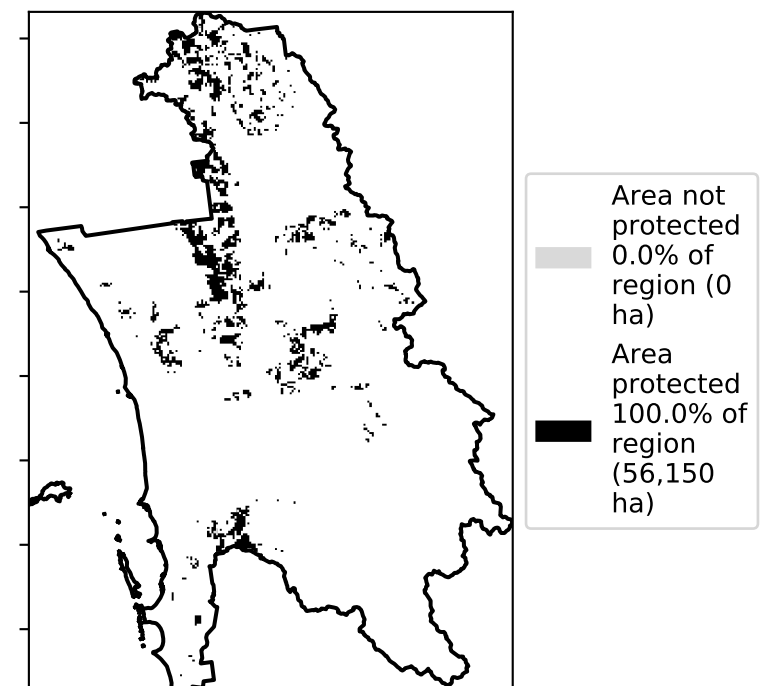 Area not
protected
0.0% of
region (0
ha)
Area
protected
100.0% of
region
(56,150
ha)